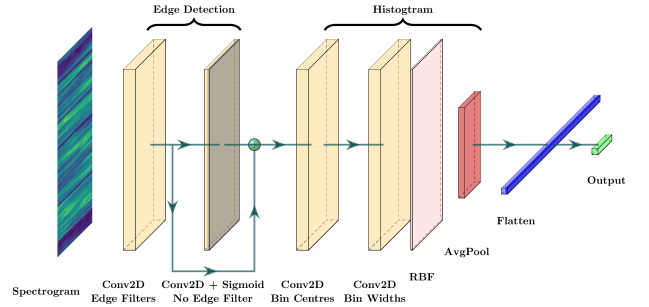 Edge Detection
Histogram
Spectrogram
Conv2D
Edge Filters
Conv2D + Sigmoid
No Edge Filter
Conv2D
Bin Centres
Conv2D
Bin Widths
RBF
AvgPool
Flatten
Output